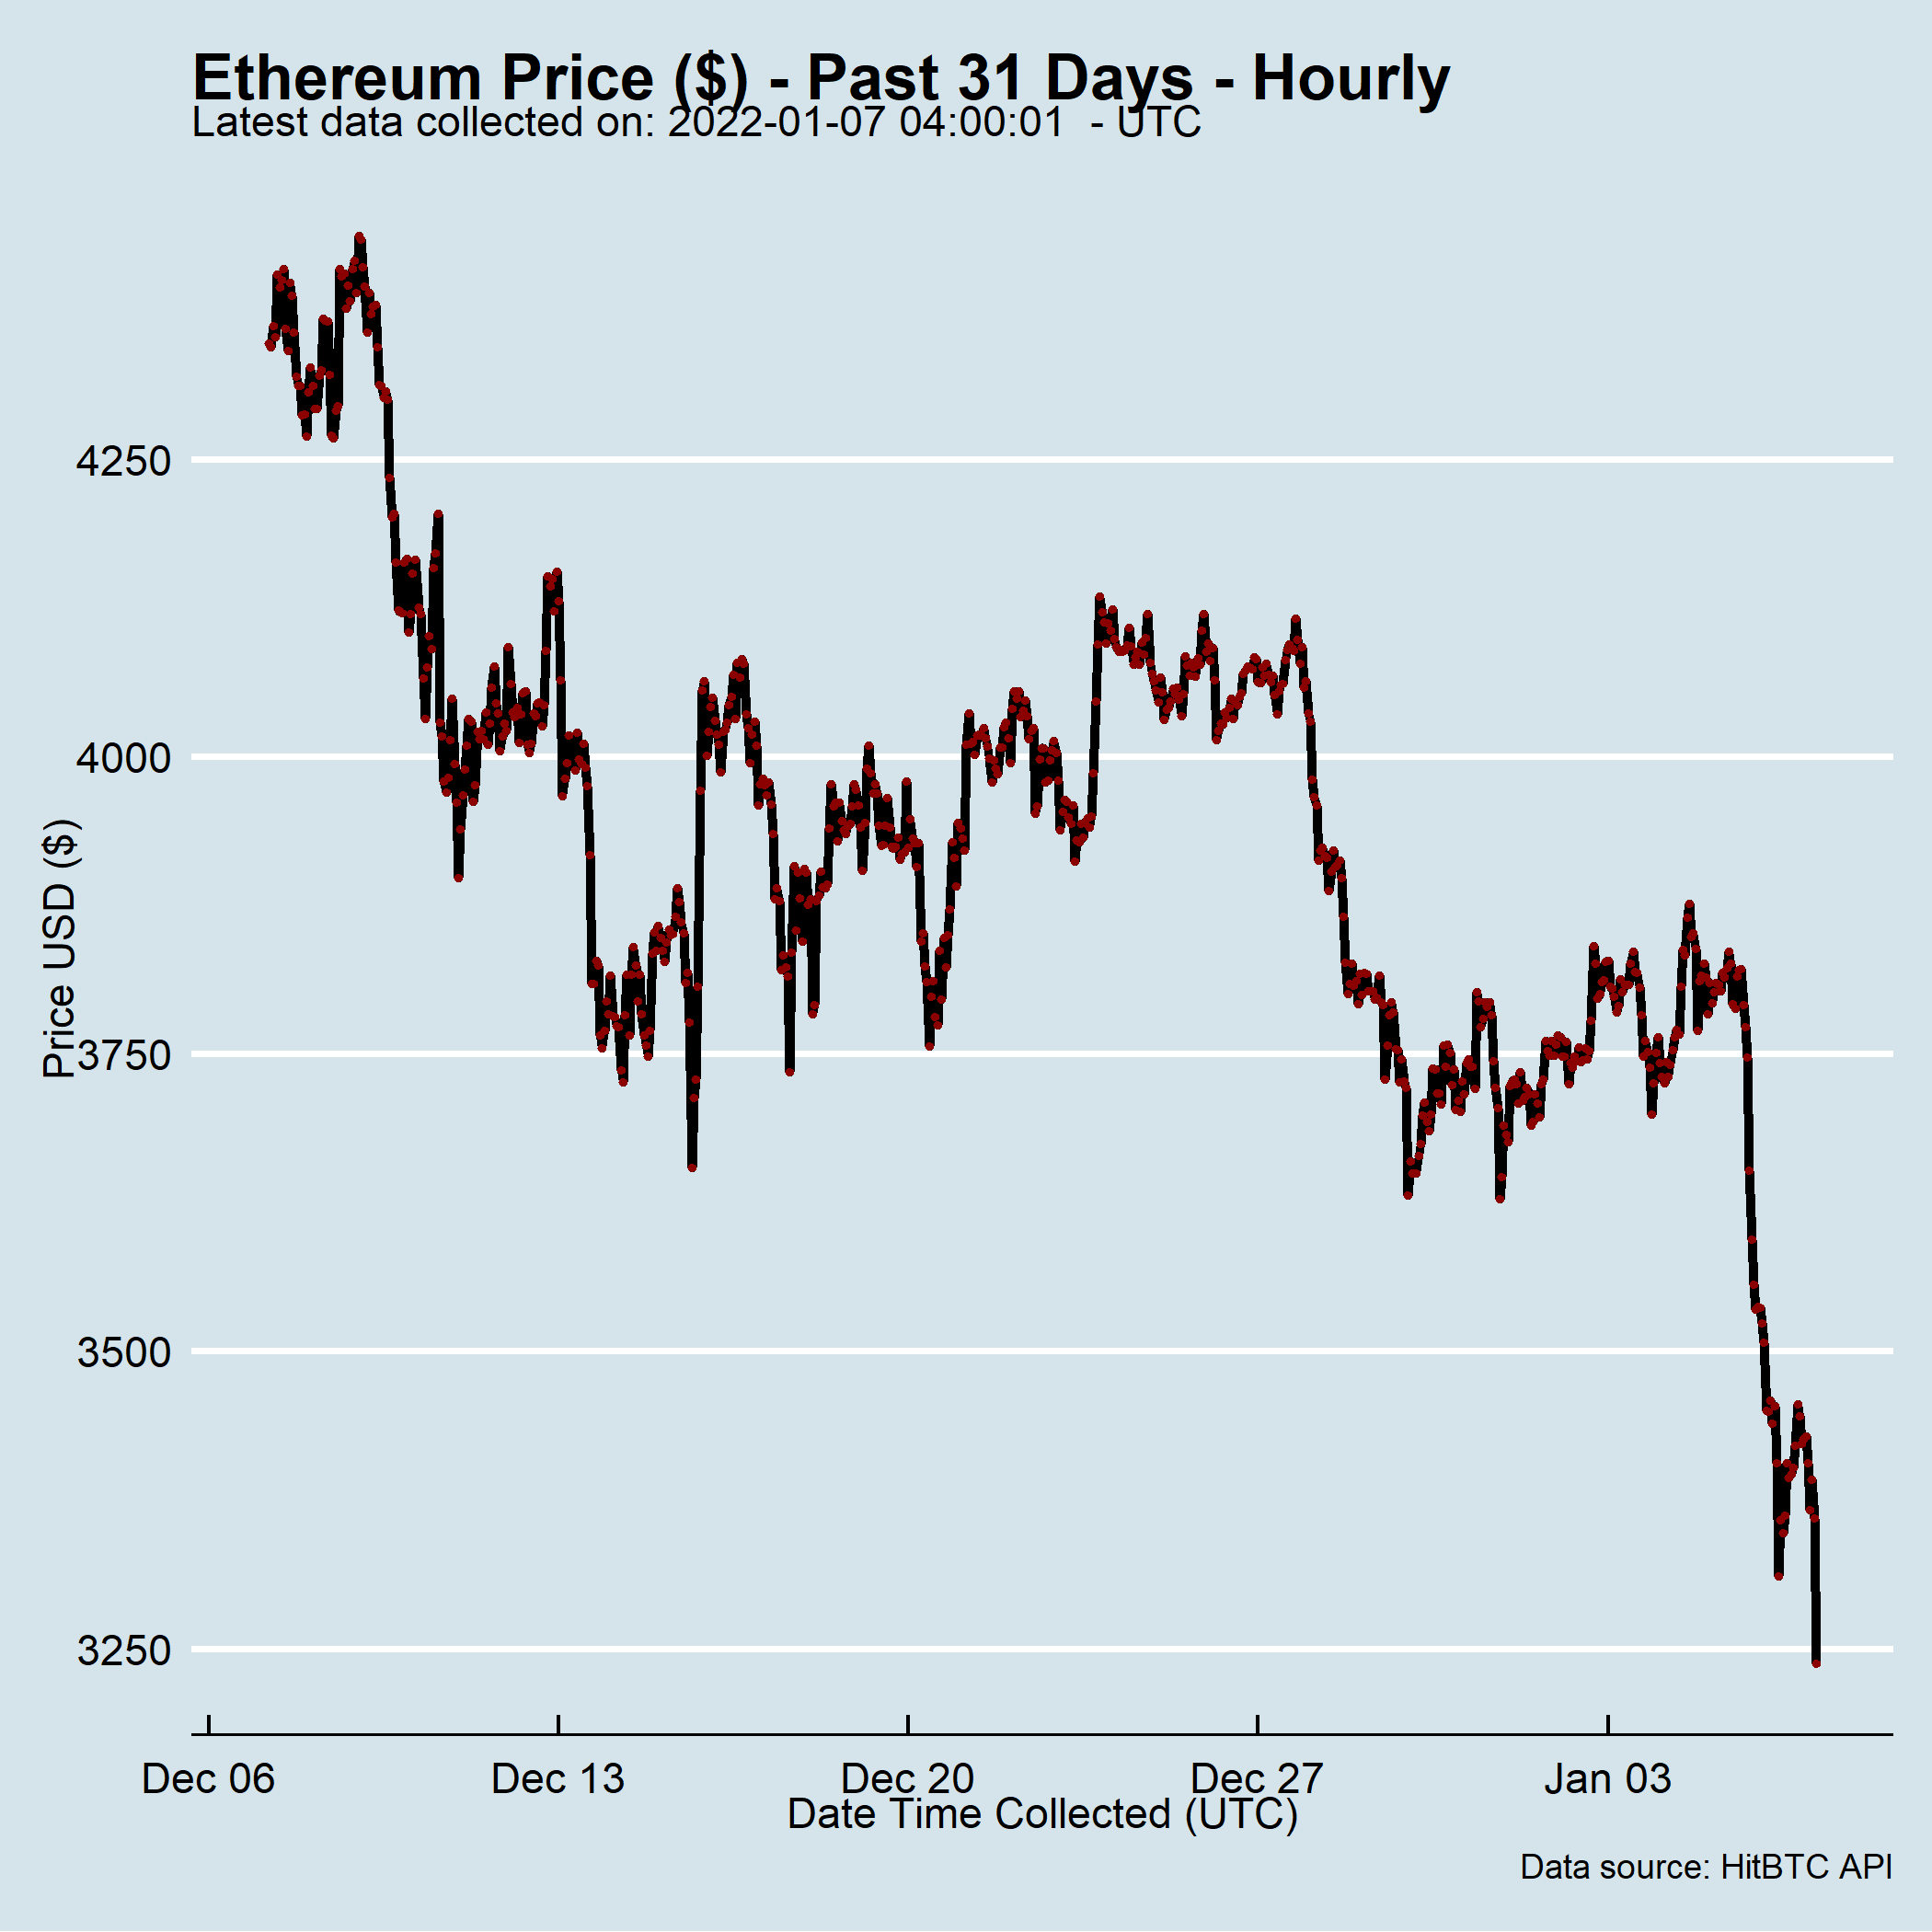 Ethereum Price ($) - Past 31 Days - Hourly
Latest data collected on: 2022-01-07 04:00:01  - UTC
Price USD ($)
4250
4000
3750
3500
3250
Dec 06
Dec 13
Dec 20
Dec 27
Jan 03
Date Time Collected (UTC)
Data source: HitBTC API